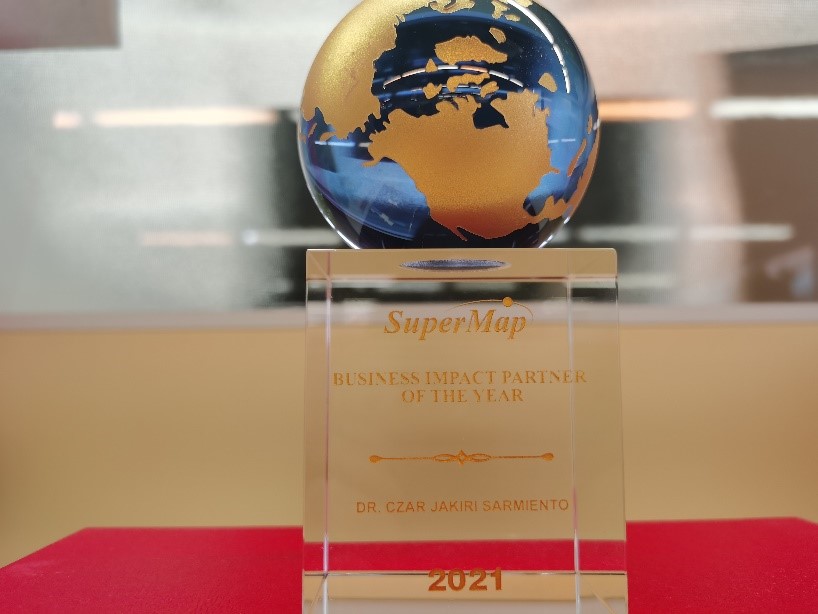 SuperMap
BUSINESS IMPACT PARTNER
OF THE YEAR
DR. CZAR JAKIRI SARMIENTO
2021